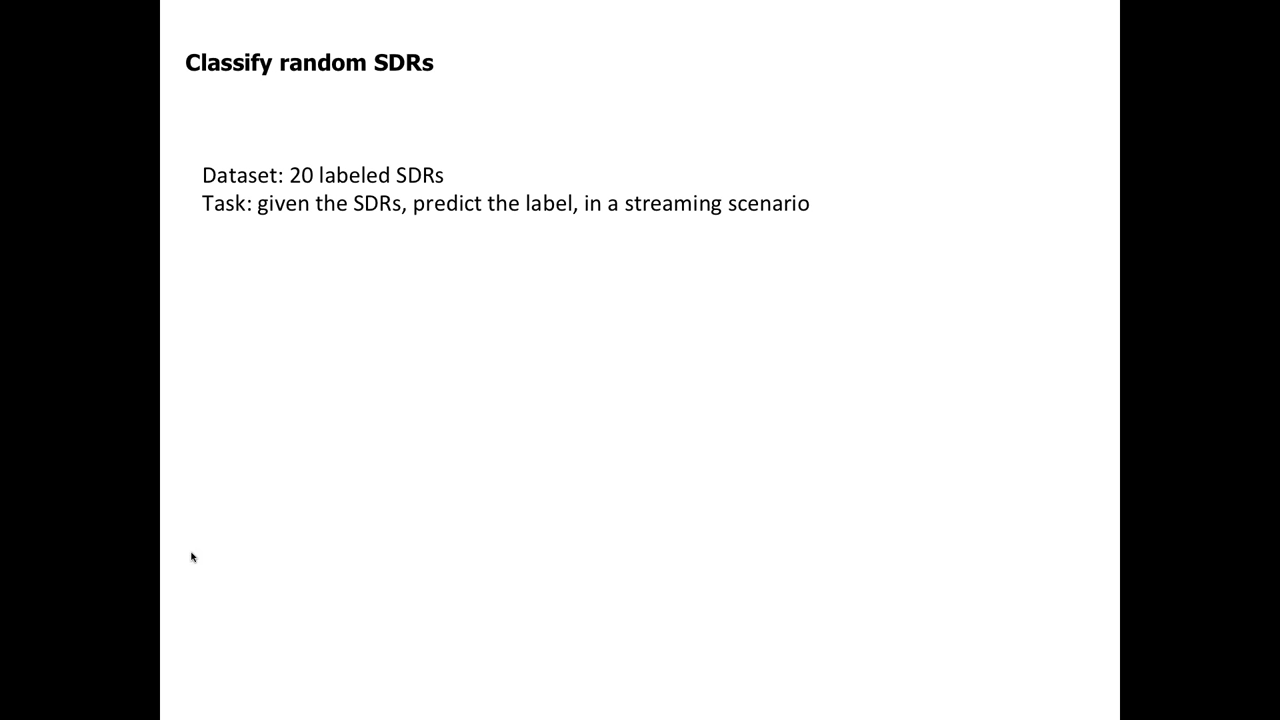 Classify random SDRs
Dataset: 20 labeled SDRs
Task: given the SDRs, predict the label, in a streaming scenario